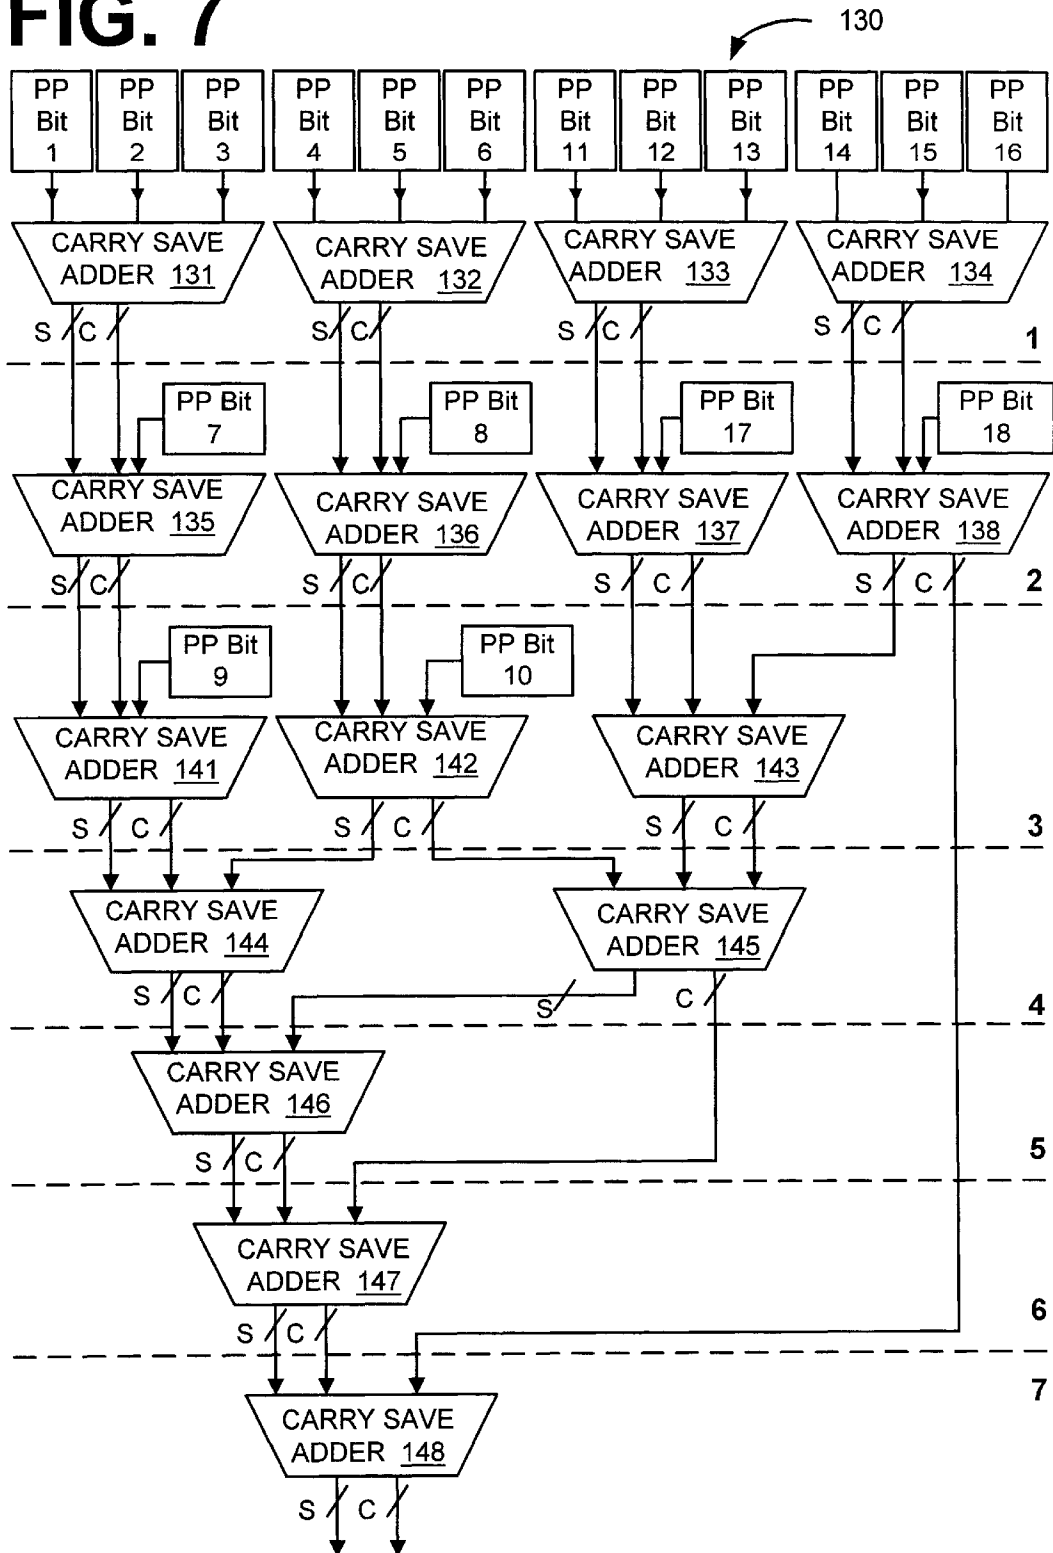 FIG. 7
130
PP Bit 1
PP Bit 2
PP Bit 3
PP Bit 4
PP Bit 5
PP Bit 6
PP Bit 11
PP Bit 12
PP Bit 13
PP Bit 14
PP Bit 15
PP Bit 16
CARRY SAVE
ADDER 131
CARRY SAVE
ADDER 132
CARRY SAVE
ADDER 133
CARRY SAVE
ADDER 134
S C
S C
S C
S C
1
PP Bit
7
PP Bit
8
PP Bit
17
PP Bit
18
CARRY SAVE
ADDER 135
CARRY SAVE
ADDER 136
CARRY SAVE
ADDER 137
CARRY SAVE
ADDER 138
S C
S C
S C
S C
2
PP Bit
9
PP Bit
10
CARRY SAVE
ADDER 141
CARRY SAVE
ADDER 142
CARRY SAVE
ADDER 143
S C
S C
S C
3
CARRY SAVE
ADDER 144
CARRY SAVE
ADDER 145
S C
S C
4
CARRY SAVE
ADDER 146
S C
5
CARRY SAVE
ADDER 147
S C
6
7
CARRY SAVE
ADDER 148
S C